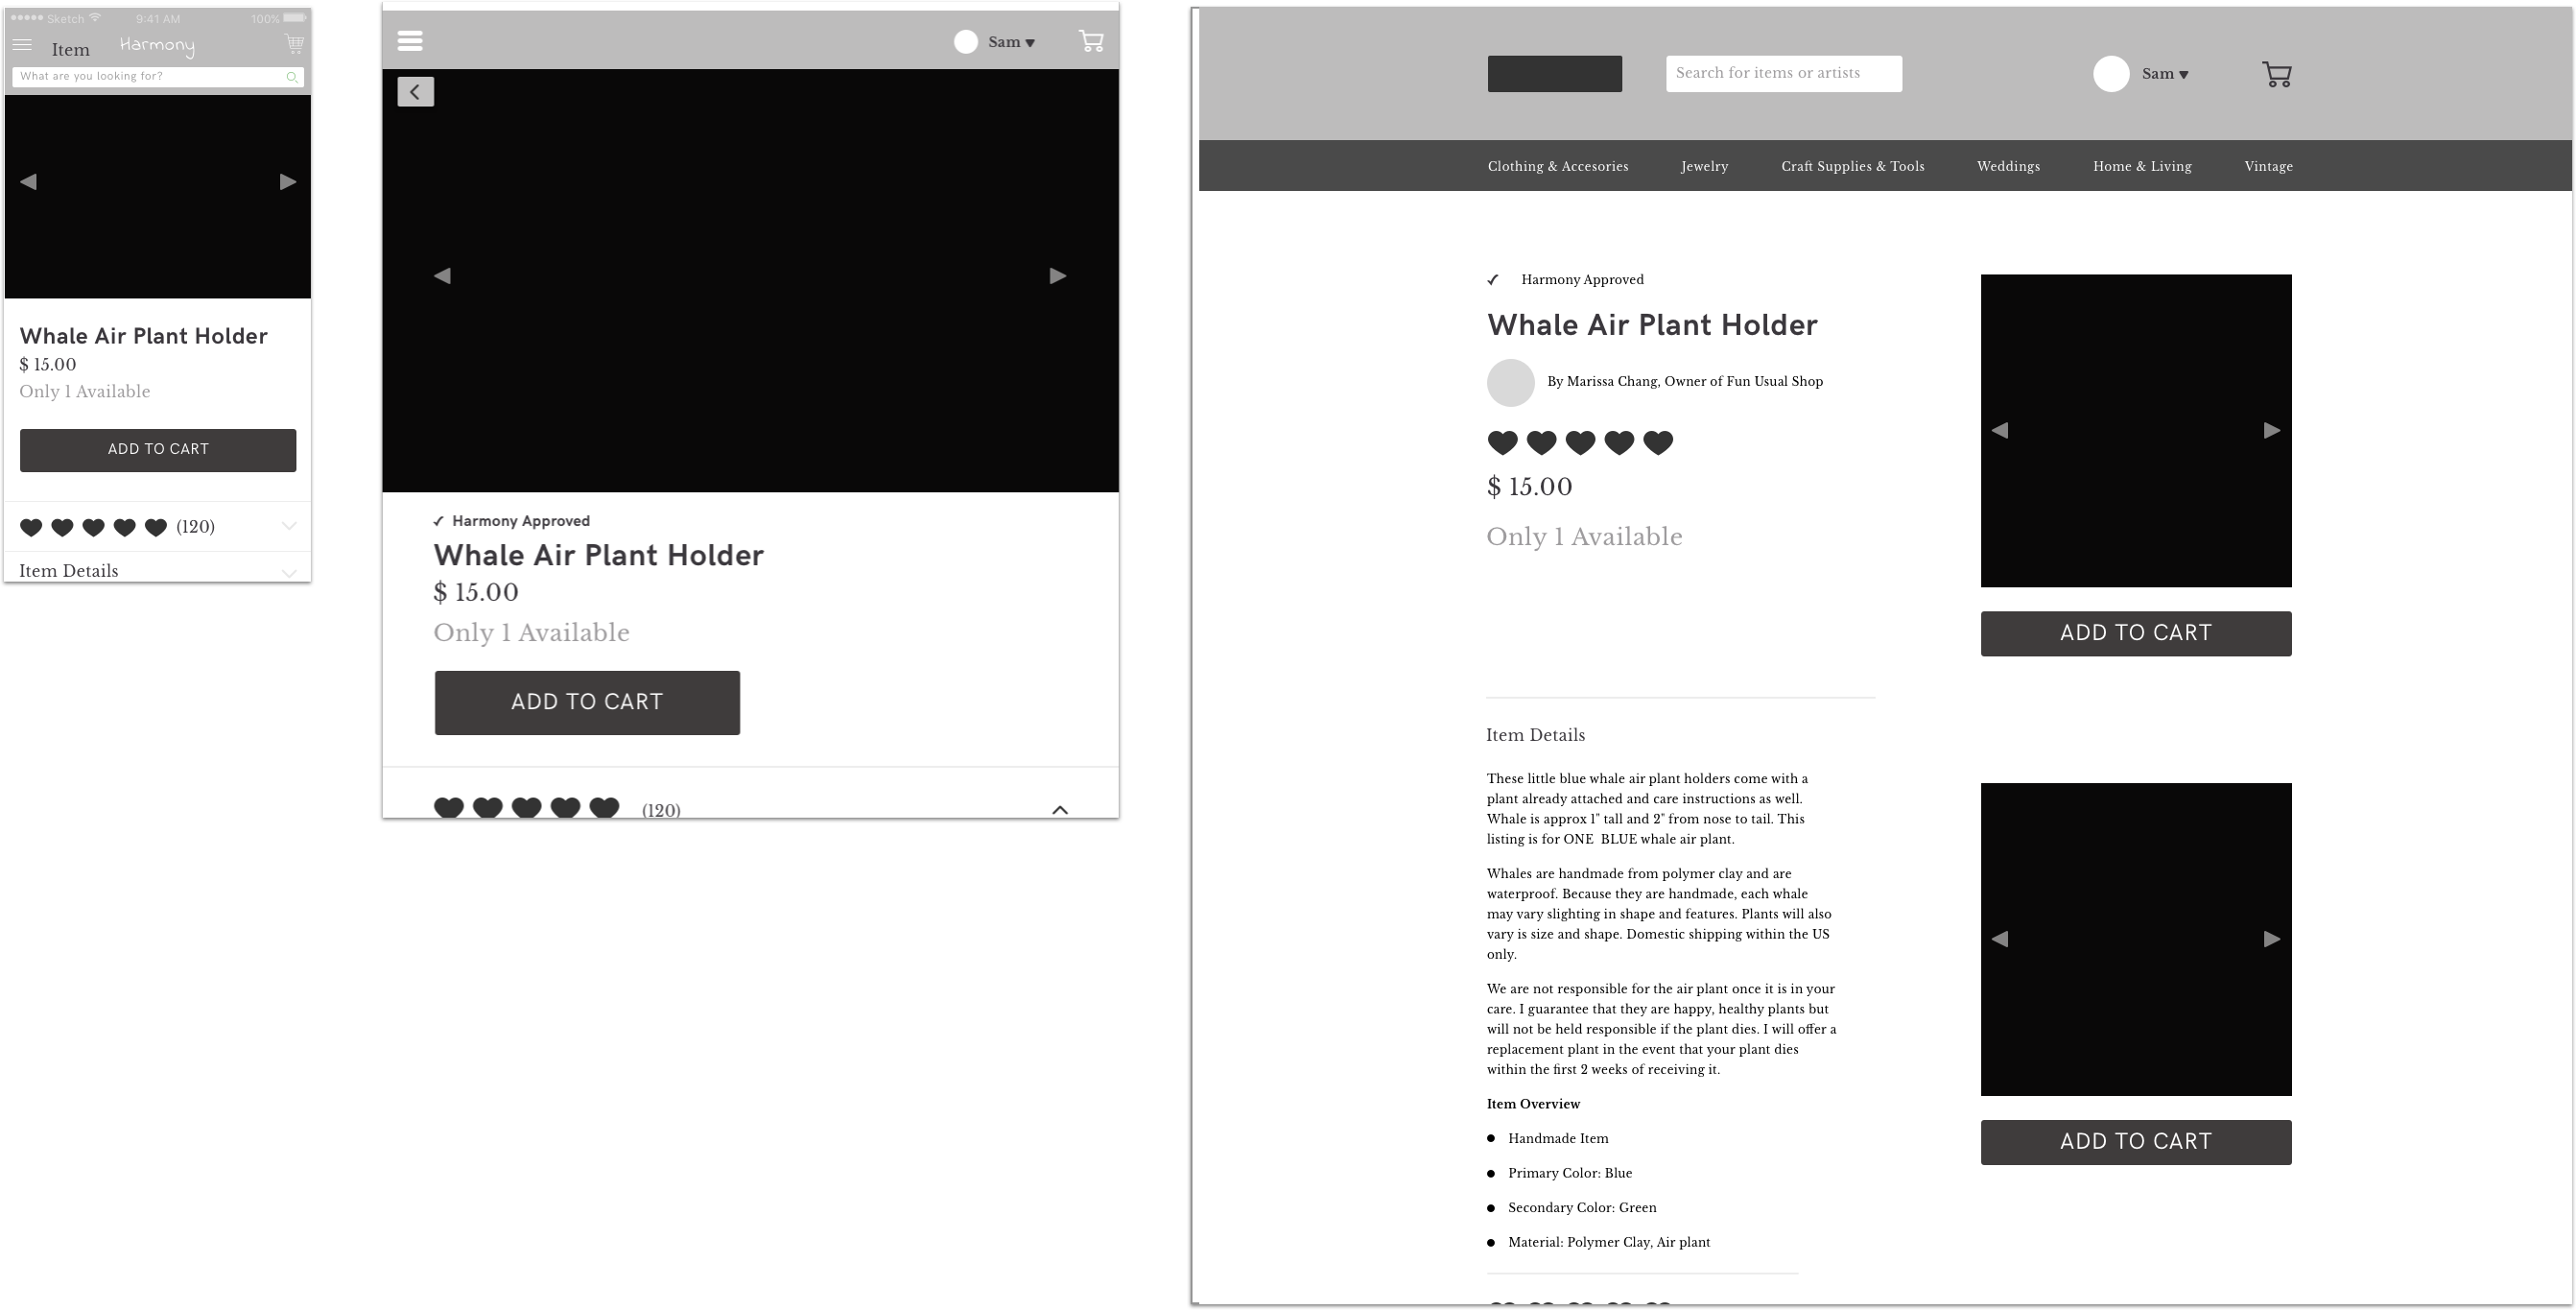 Sketch 9:41 AM 100%
Item Harmony
What are you looking for?
Whale Air Plant Holder
$ 15.00
Only 1 Available
ADD TO CART
(120)
Item Details
Sam
Harmony Approved
Whale Air Plant Holder
$ 15.00
Only 1 Available
ADD TO CART
(120)
Search for items or artists
Sam
Clothing & Accesories Jewelry Craft Supplies & Tools Weddings Home & Living Vintage
Harmony Approved
Whale Air Plant Holder
By Marissa Chang, Owner of Fun Usual Shop
$ 15.00
Only 1 Available
ADD TO CART
Item Details
These little blue whale air plant holders come with a
plant already attached and care instructions as well.
Whale is approx 1" tall and 2" from nose to tail. This
listing is for ONE  BLUE whale air plant.
Whales are handmade from polymer clay and are
waterproof. Because they are handmade, each whale
may vary slighting in shape and features. Plants will also
vary is size and shape. Domestic shipping within the US
only.
We are not responsible for the air plant once it is in your
care. I guarantee that they are happy, healthy plants but
will not be held responsible if the plant dies. I will offer a
replacement plant in the event that your plant dies
within the first 2 weeks of receiving it.
Item Overview
Handmade Item
Primary Color: Blue
Secondary Color: Green
Material: Polymer Clay, Air plant
ADD TO CART